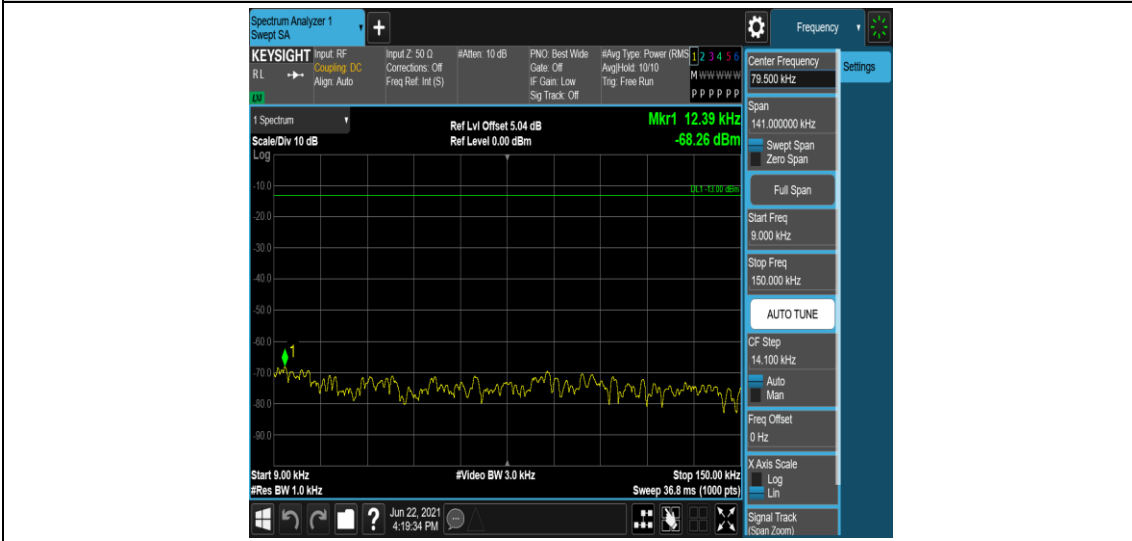 Spectrum Analyzer 1
Swept SA
+
Frequency
KEYSIGHT
RL
Input: RF
Coupling: DC
Align: Auto
Input Z: 50 Ω
Corrections: Off
Freq Ref: Int (S)
#Atten: 10 dB
PNO: Best Wide
Gate: Off
IF Gain: Low
Sig Track: Off
#Avg Type: Power (RMS
Avg|Hold: 10/10
Trig: Free Run
1 2 3 4 5 6
M W W W W W
P P P P P P
1 Spectrum
Scale/Div 10 dB
Log
Ref Lvl Offset 5.04 dB
Ref Level 0.00 dBm
Mkr1 12.39 kHz
-68.26 dBm
DL1 -13.00 dBm
-10.0
-20.0
-30.0
-40.0
-50.0
-60.0
-70.0
-80.0
-90.0
1
Start 9.00 kHz
#Res BW 1.0 kHz
#Video BW 3.0 kHz
Stop 150.00 kHz
Sweep 36.8 ms (1000 pts)
?
Jun 22, 2021
4:19:34 PM
Center Frequency
79.500 kHz
Span
141.000000 kHz
Swept Span
Zero Span
Full Span
Start Freq
9.000 kHz
Stop Freq
150.000 kHz
AUTO TUNE
CF Step
14.100 kHz
Auto
Man
Freq Offset
0 Hz
X Axis Scale
Log
Lin
Signal Track
(Span Zoom)
Settings